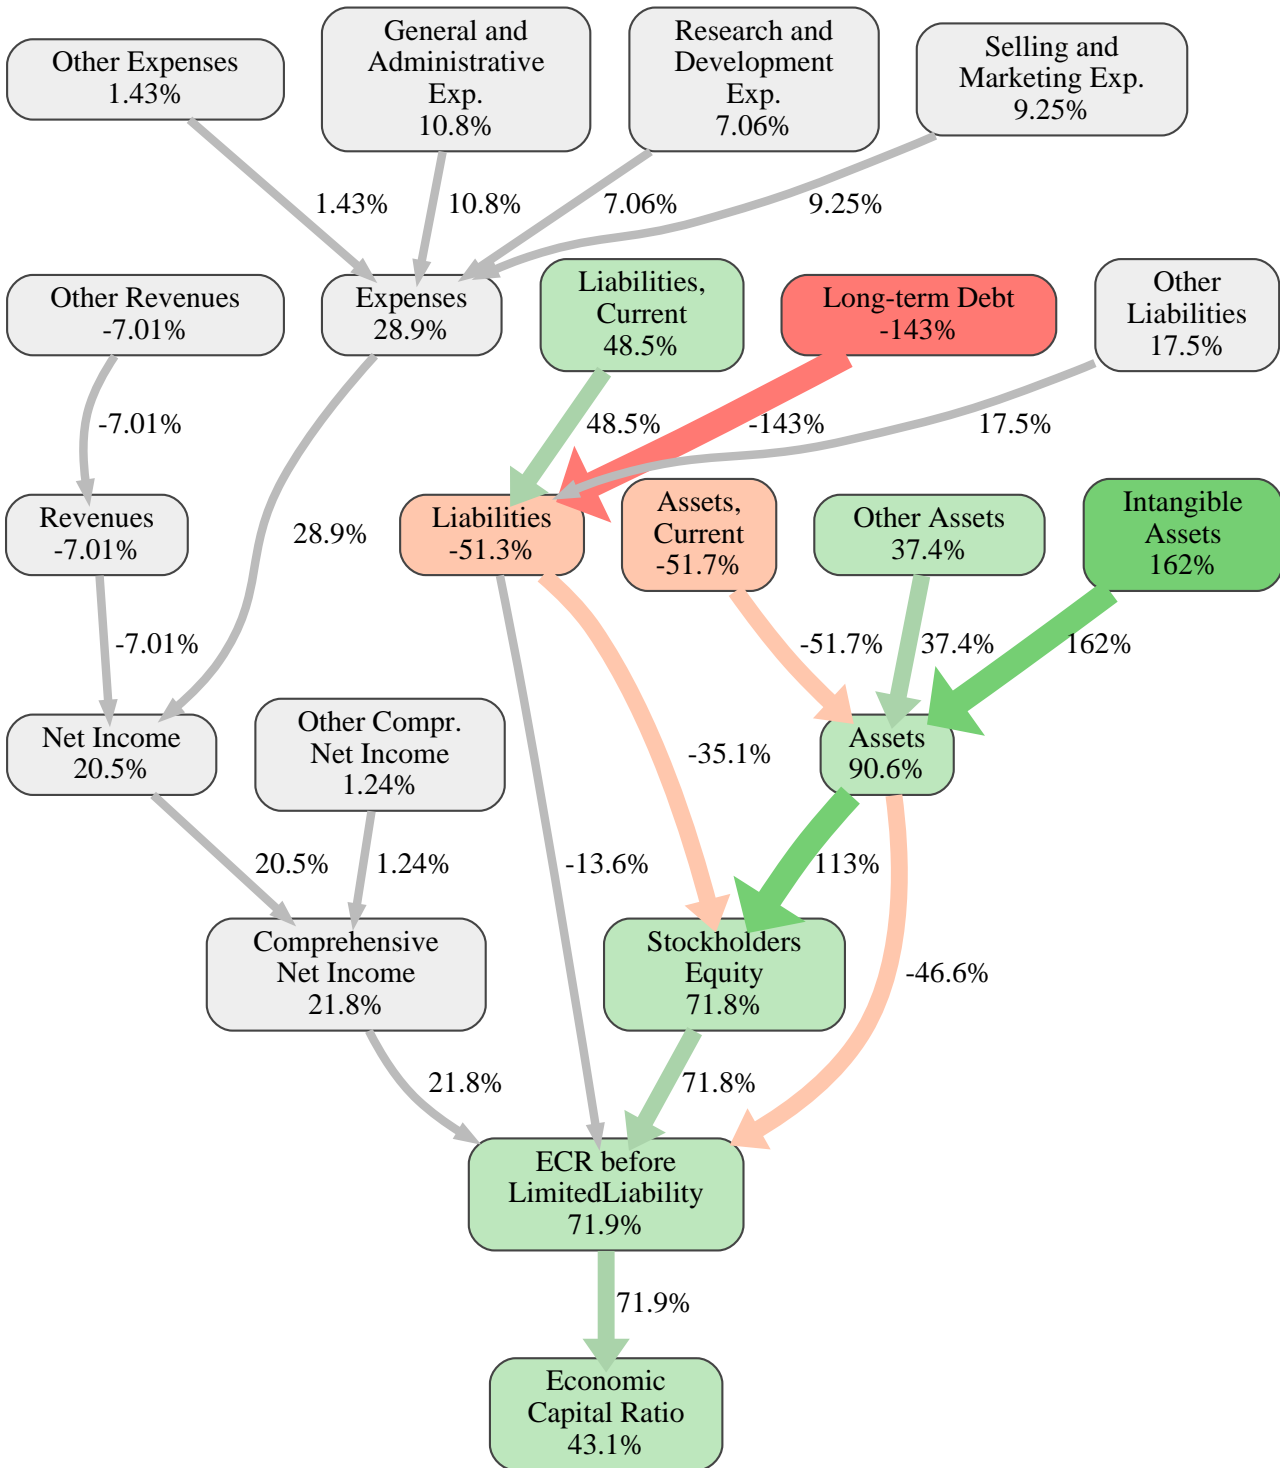 Other Expenses
1.43%
General and
Administrative
Exp.
10.8%
Research and
Development
Exp.
7.06%
Selling and
Marketing Exp.
9.25%
1.43%
10.8%
7.06%
9.25%
Other Revenues
-7.01%
Expenses
28.9%
Liabilities,
Current
48.5%
Long-term Debt
-143%
Other
Liabilities
17.5%
-7.01%
48.5%
-143%
17.5%
Revenues
-7.01%
28.9%
Liabilities
-51.3%
Assets,
Current
-51.7%
Other Assets
37.4%
Intangible
Assets
162%
-7.01%
-51.7%
37.4%
162%
Net Income
20.5%
Other Compr.
Net Income
1.24%
-35.1%
Assets
90.6%
20.5%
1.24%
-13.6%
113%
Comprehensive
Net Income
21.8%
Stockholders
Equity
71.8%
-46.6%
21.8%
71.8%
ECR before
LimitedLiability
71.9%
71.9%
Economic
Capital Ratio
43.1%